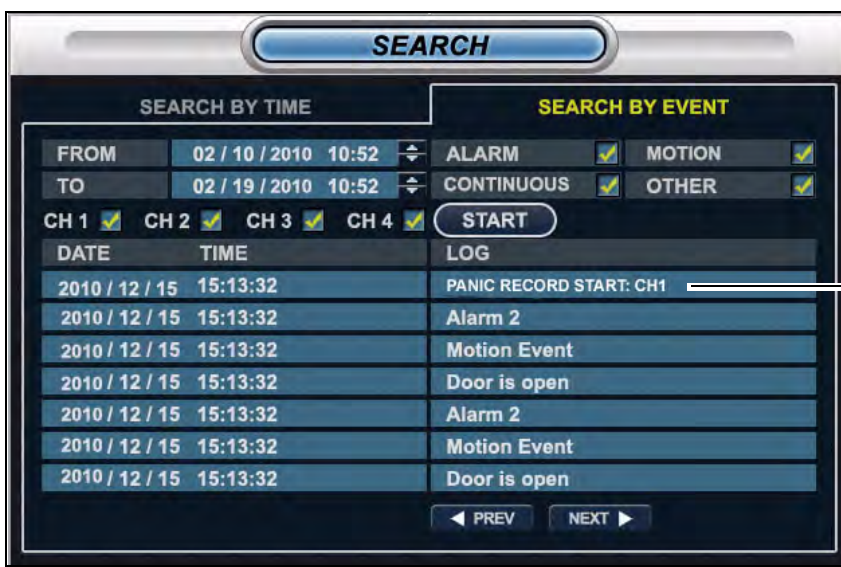 SEARCH
SEARCH BY TIME SEARCH BY EVENT
FROM 02 / 10 / 2010 10:52 ALARM MOTION
TO 02 / 19 / 2010 10:52 CONTINUOUS OTHER
CH 1 CH 2 CH 3 CH 4 START
DATE TIME LOG
2010 / 12 / 15 15:13:32 PANIC RECORD START: CH1
2010 / 12 / 15 15:13:32 Alarm 2
2010 / 12 / 15 15:13:32 Motion Event
2010 / 12 / 15 15:13:32 Door is open
2010 / 12 / 15 15:13:32 Alarm 2
2010 / 12 / 15 15:13:32 Motion Event
2010 / 12 / 15 15:13:32 Door is open
PREV NEXT